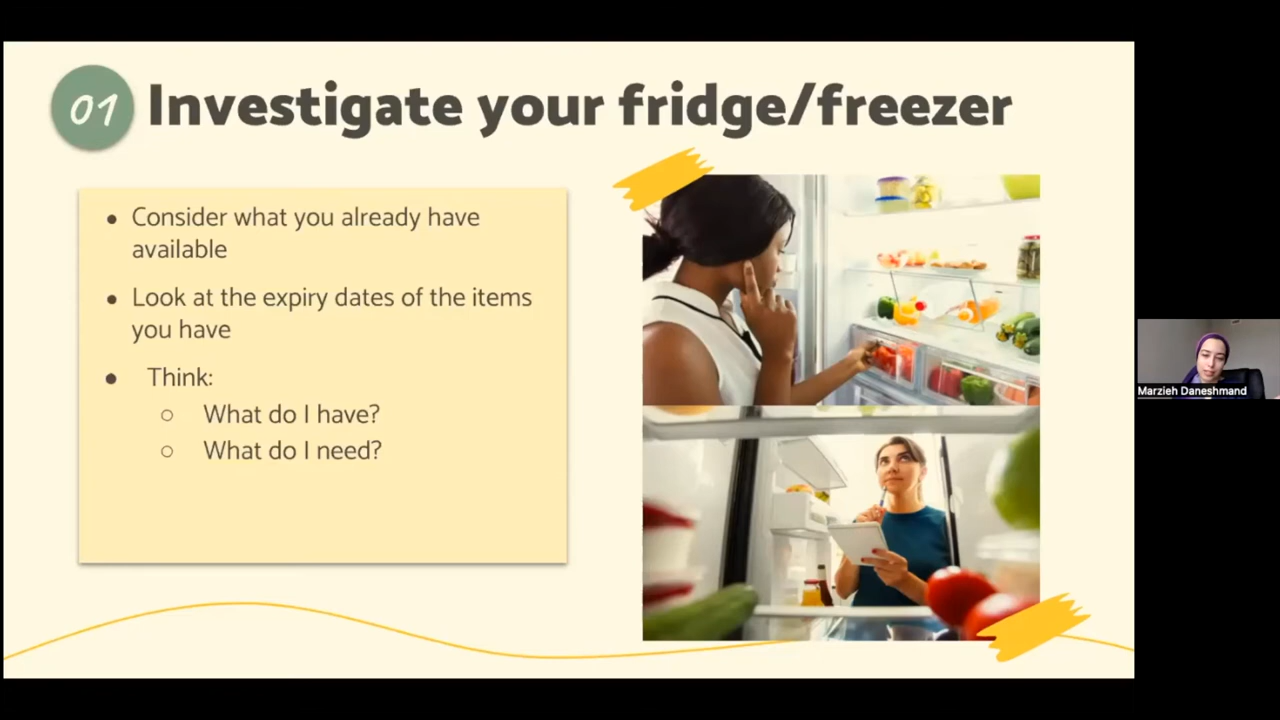 01 Investigate your fridge/freezer
● Consider what you already have
available
● Look at the expiry dates of the items
you have
● Think:
○ What do I have?
○ What do I need?
Marzieh Daneshmand